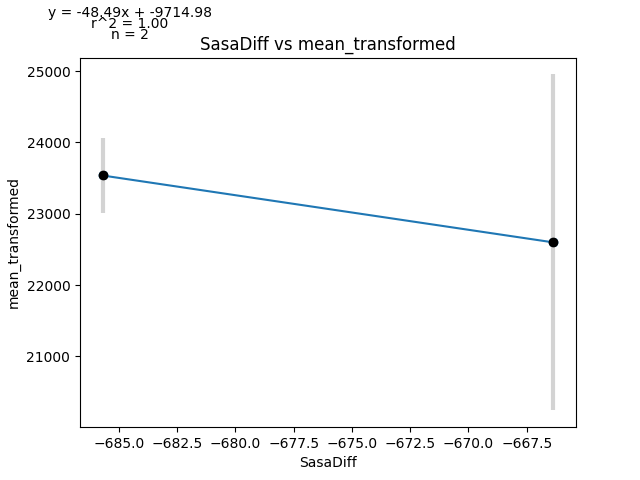 y = -48.49x + -9714.98
r^2 = 1.00
n = 2
SasaDiff vs mean_transformed
25000
24000
23000
22000
21000
mean_transformed
−685.0 −682.5 −680.0 −677.5 −675.0 −672.5 −670.0 −667.5
SasaDiff